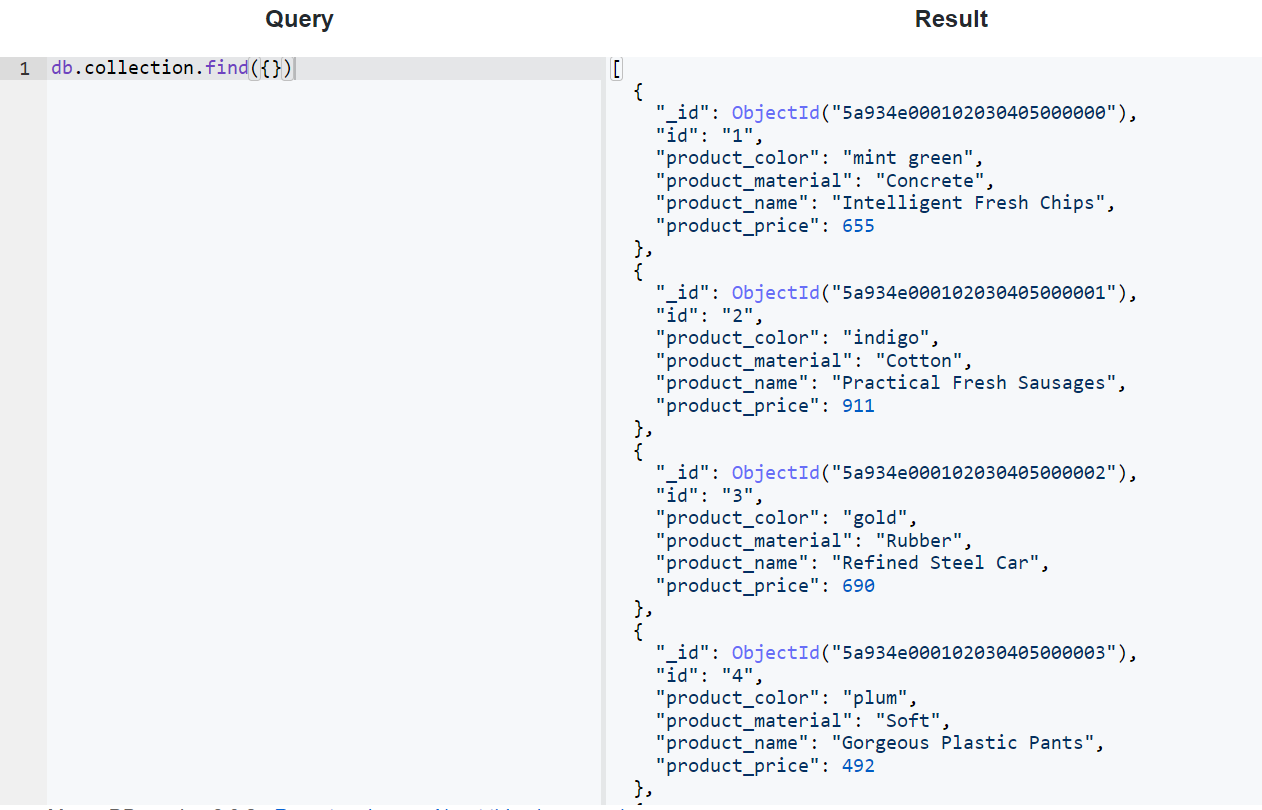 Query
Result
1 db.collection.find({})
[
{
"_id": ObjectId("5a934e000102030405000000"),
"id": "1",
"product_color": "mint green",
"product_material": "Concrete",
"product_name": "Intelligent Fresh Chips",
"product_price": 655
},
{
"_id": ObjectId("5a934e000102030405000001"),
"id": "2",
"product_color": "indigo",
"product_material": "Cotton",
"product_name": "Practical Fresh Sausages",
"product_price": 911
},
{
"_id": ObjectId("5a934e000102030405000002"),
"id": "3",
"product_color": "gold",
"product_material": "Rubber",
"product_name": "Refined Steel Car",
"product_price": 690
},
{
"_id": ObjectId("5a934e000102030405000003"),
"id": "4",
"product_color": "plum",
"product_material": "Soft",
"product_name": "Gorgeous Plastic Pants",
"product_price": 492
},